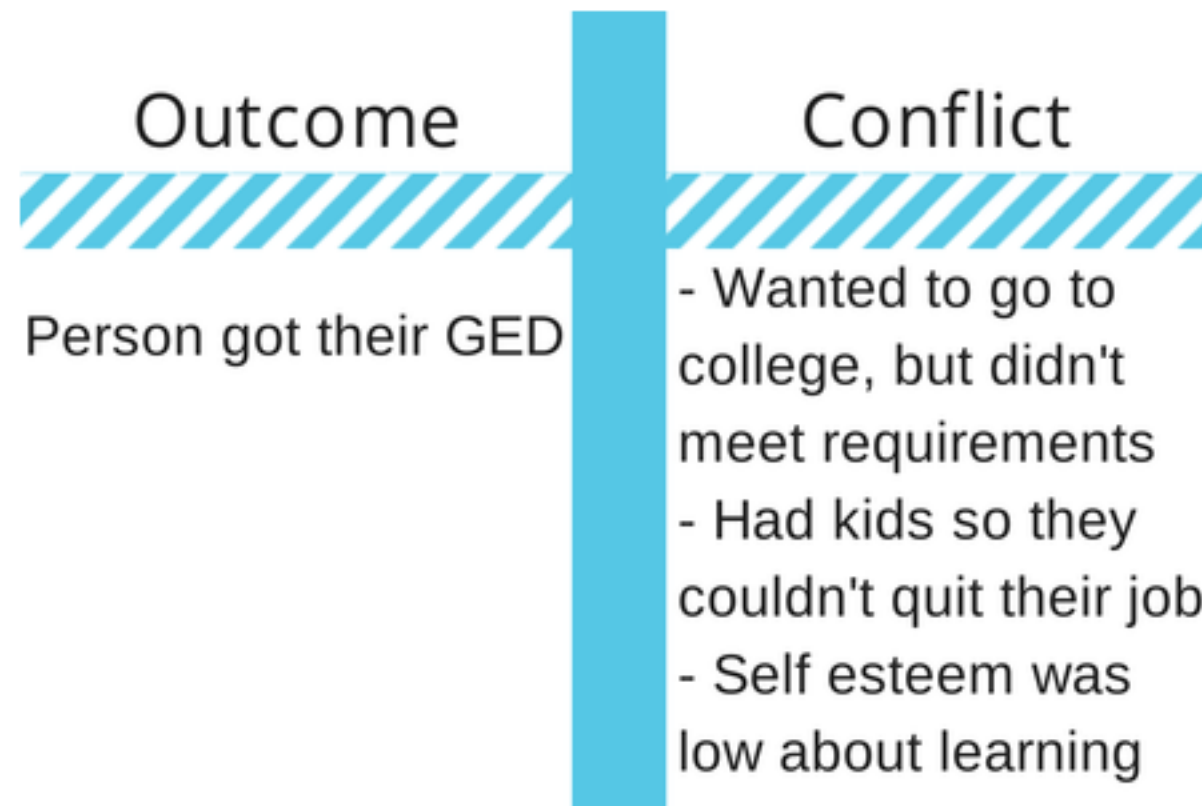 Outcome
Person got their GED
Conflict
- Wanted to go to
college, but didn't
meet requirements
- Had kids so they
couldn't quit their job
- Self esteem was
low about learning